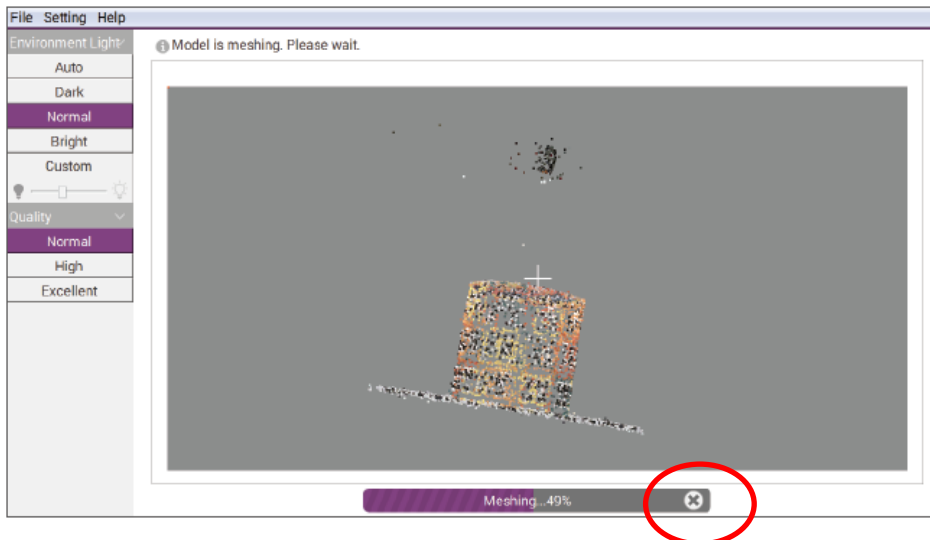 File Setting Help
Environment Light
Model is meshing. Please wait.
Auto
Dark
Normal
Bright
Custom
Quality
Normal
High
Excellent
Meshing...49%